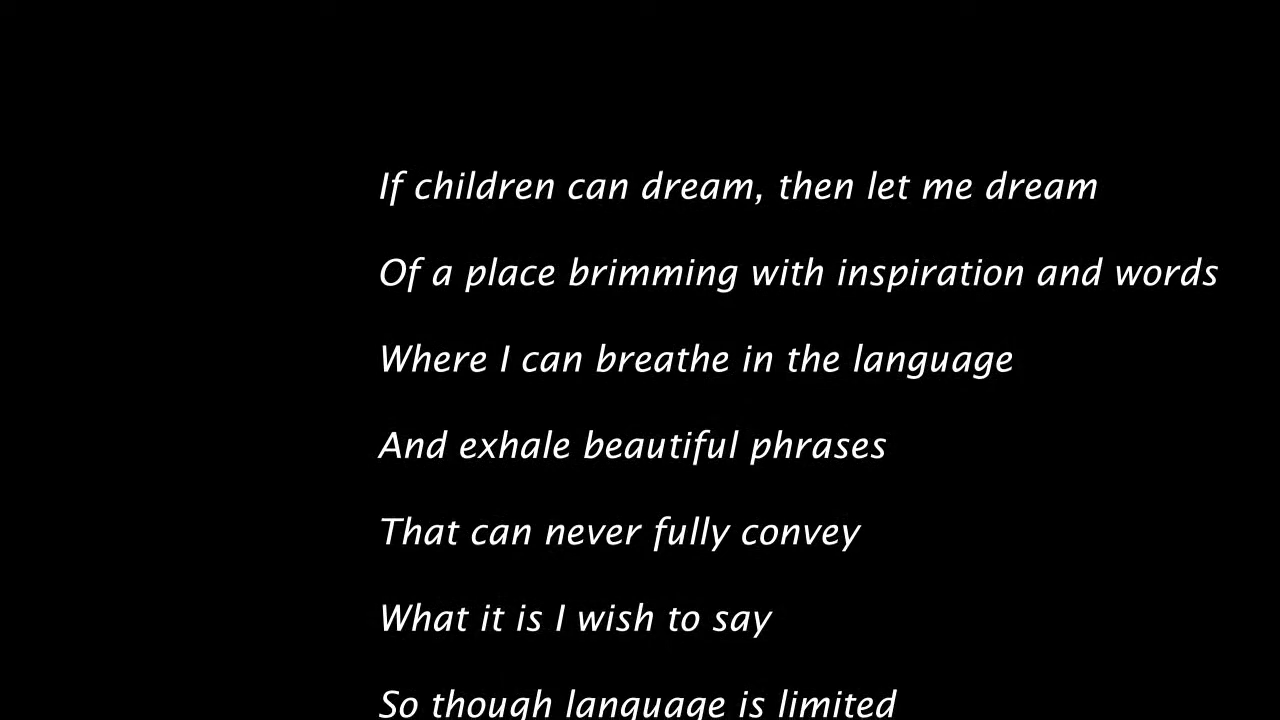 If children can dream, then let me dream
Of a place brimming with inspiration and words
Where I can breathe in the language
And exhale beautiful phrases
That can never fully convey
What it is I wish to say
So though language is limited